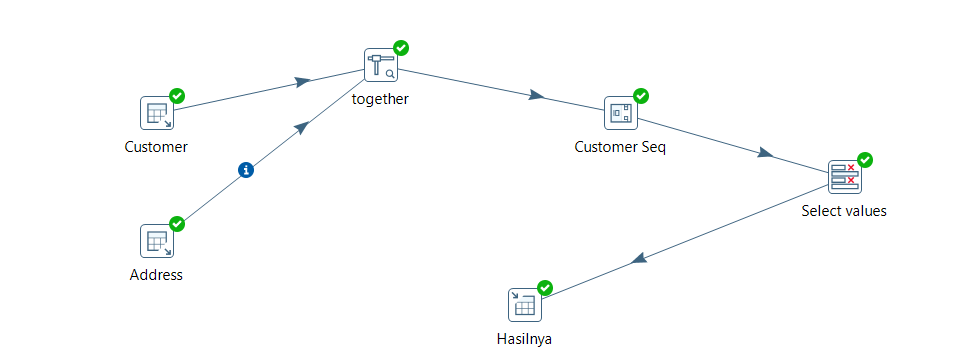 together
Customer
Customer Seq
Select values
Address
Hasilnya